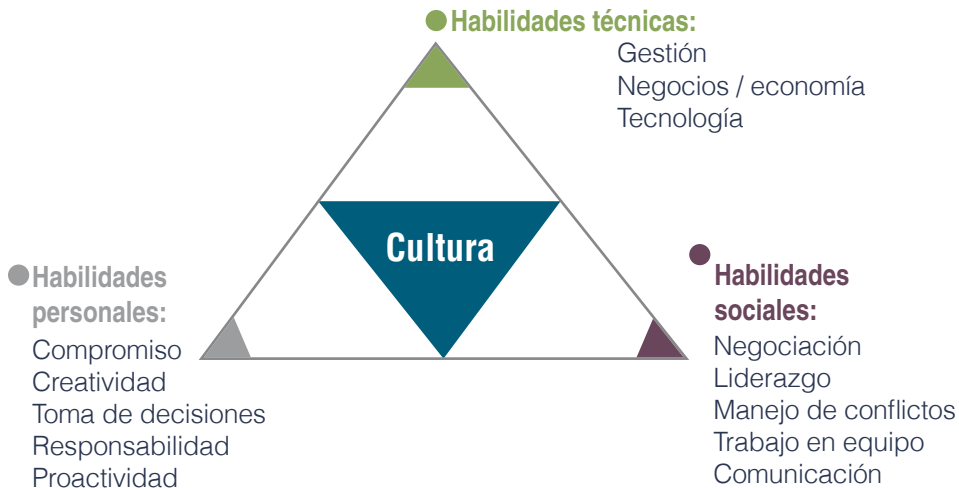 Habilidades técnicas:
Gestión
Negocios / economía
Tecnología
Cultura
Habilidades
personales:
Compromiso
Creatividad
Toma de decisiones
Responsabilidad
Proactividad
Habilidades
sociales:
Negociación
Liderazgo
Manejo de conflictos
Trabajo en equipo
Comunicación